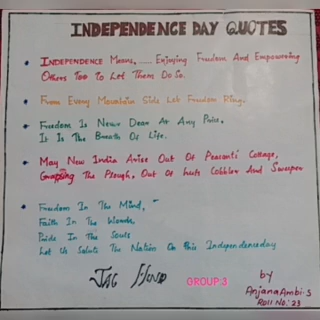 INDEPENDENCE DAY QUOTES
INDEPENDENCE Means.... Enjoying Freedom And Empowering
Others Too To Let Them Do So.
From Every Mountain Side Let Freedom Ring.
Freedom Is Never Dear At Any Price.
It Is The Breath Of Life.
May New India Arise Out Of Peasants' Cottage,
Grasping The Plough, Out Of huts Cobbler And Sweeper
Freedom In The Mind,
Faith In The Words,
Pride In The Souls
Let Us Salute The Nation On This Independenceday
JAI HIND
GROUP:3
by
Anjana Ambi.S
Roll No: 23